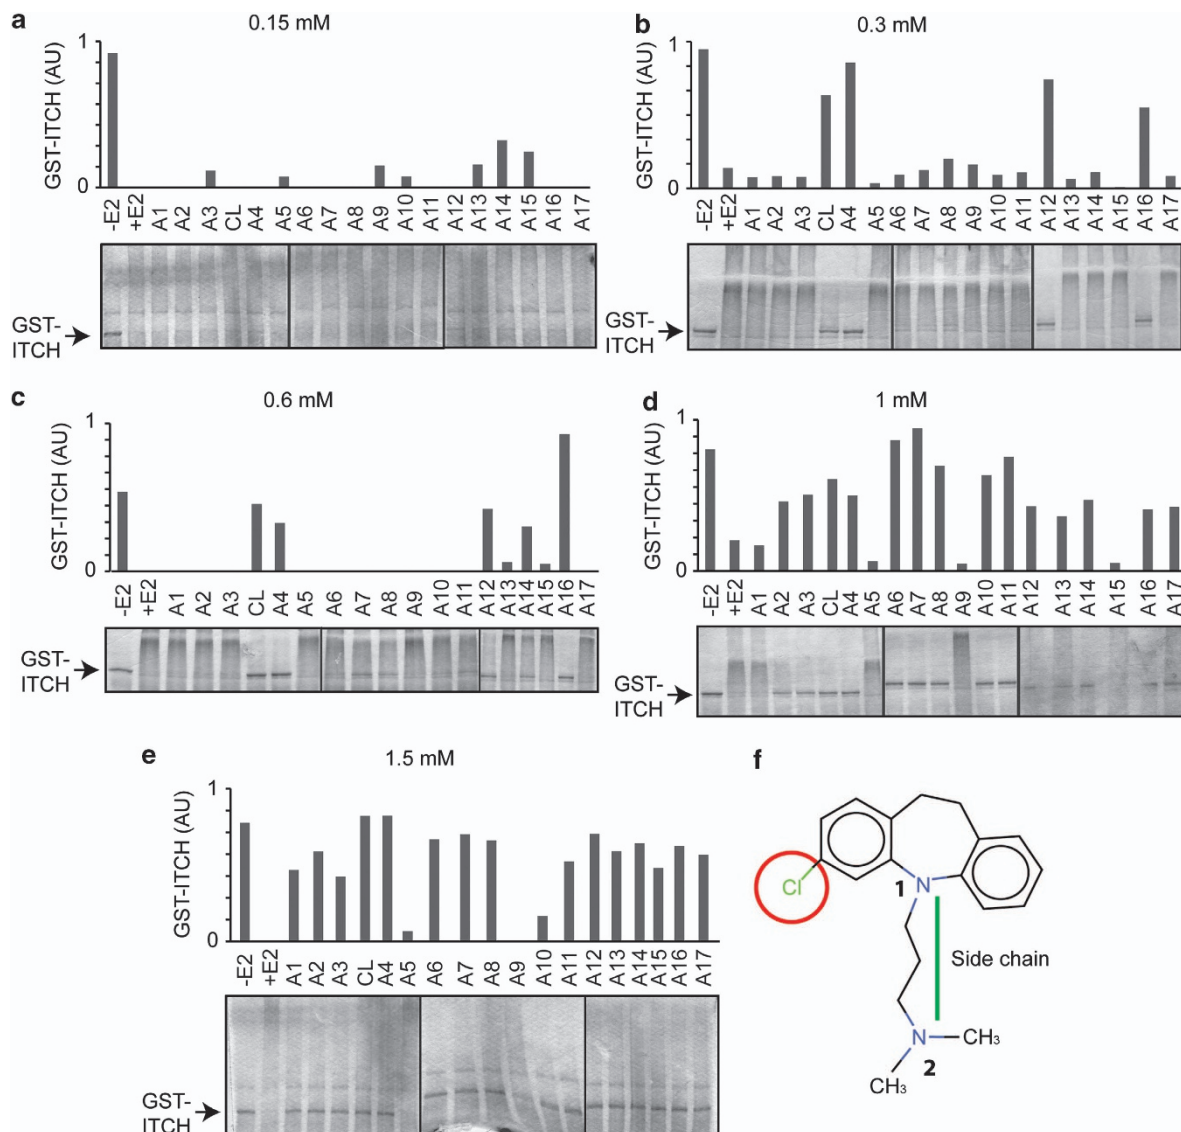 a
0.15 mM
GST-ITCH (AU)
1
0
-E2 +E2 A1 A2 A3 CL A4 A5 A6 A7 A8 A9 A10 A11 A12 A13 A14 A15 A16 A17
GST-
ITCH
b
0.3 mM
GST-ITCH (AU)
1
0
-E2 +E2 A1 A2 A3 CL A4 A5 A6 A7 A8 A9 A10 A11 A12 A13 A14 A15 A16 A17
GST-
ITCH
c
0.6 mM
GST-ITCH (AU)
1
0
-E2 +E2 A1 A2 A3 CL A4 A5 A6 A7 A8 A9 A10 A11 A12 A13 A14 A15 A16 A17
GST-
ITCH
d
1 mM
GST-ITCH (AU)
1
0
-E2 +E2 A1 A2 A3 CL A4 A5 A6 A7 A8 A9 A10 A11 A12 A13 A14 A15 A16 A17
GST-
ITCH
e
1.5 mM
GST-ITCH (AU)
1
0
-E2 +E2 A1 A2 A3 CL A4 A5 A6 A7 A8 A9 A10 A11 A12 A13 A14 A15 A16 A17
GST-
ITCH
f
Cl
1 N
Side chain
N CH3
CH3 2